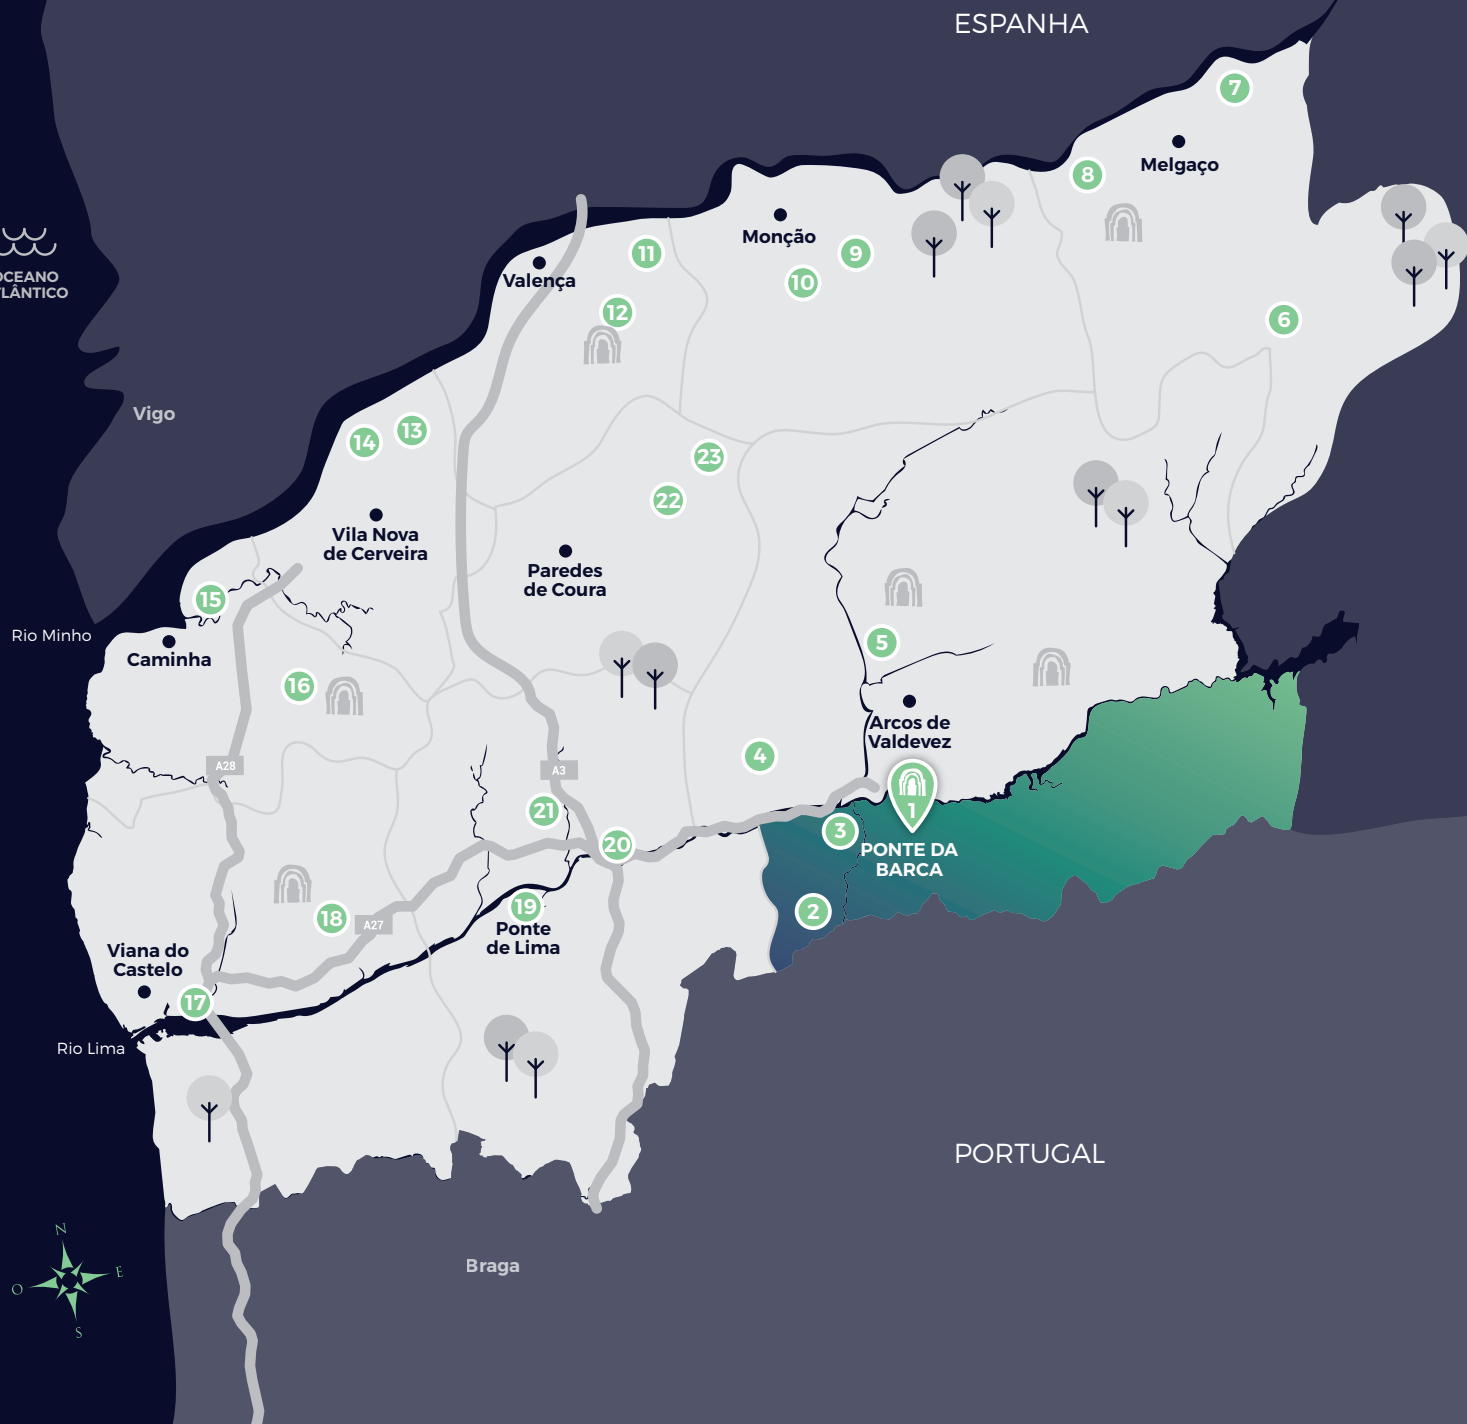 ESPANHA
7
Melgaço
8
Monção
9
10
11
Valença
12
OCEANO
ATLÂNTICO
6
Vigo
13
14
23
22
Vila Nova
de Cerveira
Paredes
de Coura
15
Rio Minho
Caminha
5
16
Arcos de
Valdevez
4
A28
A3
1
21
3
20
PONTE DA
BARCA
2
18
A27
19
Ponte
de Lima
Viana do
Castelo
17
Rio Lima
PORTUGAL
N
O
E
S
Braga